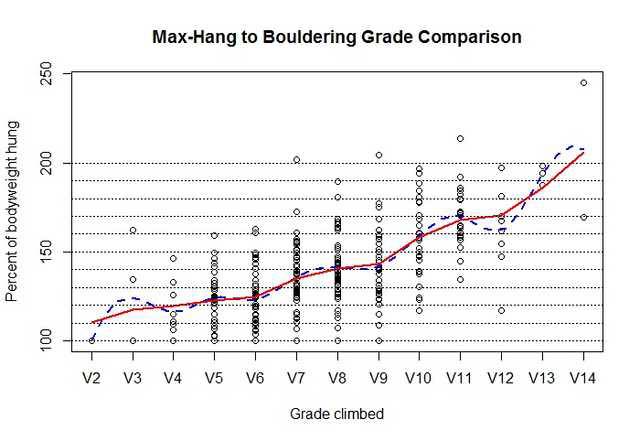 Max-Hang to Bouldering Grade Comparison
Percent of bodyweight hung
250
200
150
100
V2 V3 V4 V5 V6 V7 V8 V9 V10 V11 V12 V13 V14
Grade climbed